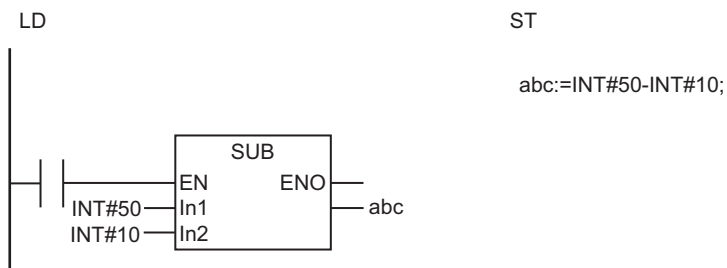 LD
ST
abc:=INT#50-INT#10;
SUB
EN ENO
INT#50 In1 abc
INT#10 In2